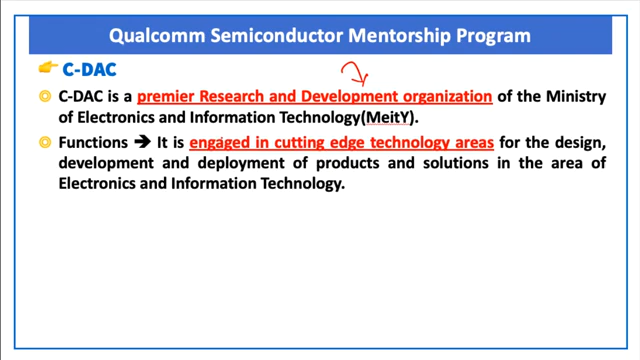 Qualcomm Semiconductor Mentorship Program
C-DAC
C-DAC is a premier Research and Development organization of the Ministry
of Electronics and Information Technology(MeitY).
Functions ➔ It is engaged in cutting edge technology areas for the design,
development and deployment of products and solutions in the area of
Electronics and Information Technology.